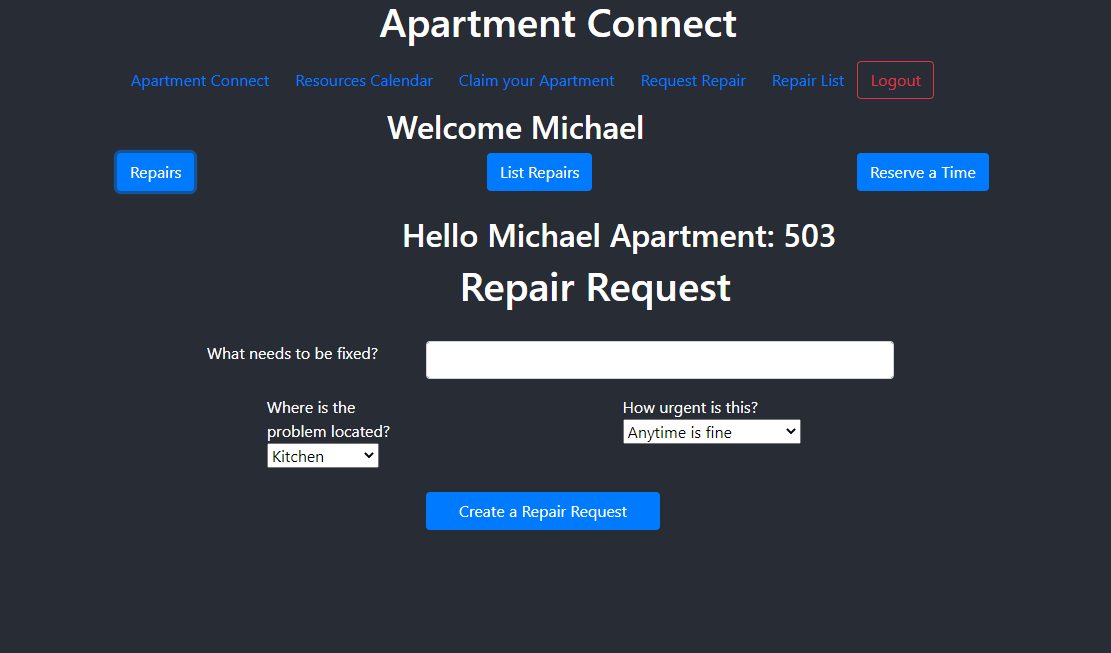 Apartment Connect
Apartment Connect Resources Calendar Claim your Apartment Request Repair Repair List Logout
Welcome Michael
Repairs List Repairs Reserve a Time
Hello Michael Apartment: 503
Repair Request
What needs to be fixed?
Where is the
problem located?
Kitchen
How urgent is this?
Anytime is fine
Create a Repair Request